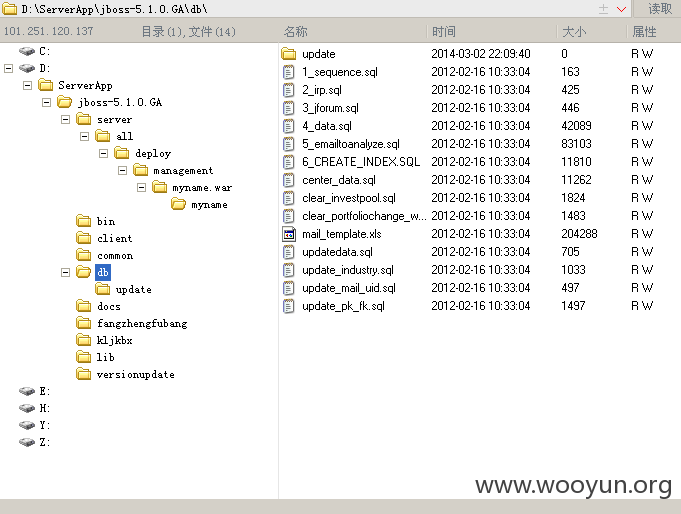 D:\ServerApp\jboss-5.1.0.GA\db\ 读取
101.251.120.137 目录(1),文件(14) 名称 时间 大小 属性
C:
D:
ServerApp
jboss-5.1.0.GA
server
all
deploy
management
myname.war
myname
bin
client
common
db
update
docs
fangzhengfubang
kljkbx
lib
versionupdate
E:
H:
Y:
Z:
update 2014-03-02 22:09:40 0 R W
1_sequence.sql 2012-02-16 10:33:04 163 R W
2_irp.sql 2012-02-16 10:33:04 425 R W
3_iforum.sql 2012-02-16 10:33:04 446 R W
4_data.sql 2012-02-16 10:33:04 42089 R W
5_emailtoanalyze.sql 2012-02-16 10:33:04 83103 R W
6_CREATE_INDEX.SQL 2012-02-16 10:33:04 11810 R W
center_data.sql 2012-02-16 10:33:04 11262 R W
clear_investpool.sql 2012-02-16 10:33:04 1824 R W
clear_portfoliochange_w... 2012-02-16 10:33:04 1483 R W
mail_template.xls 2012-02-16 10:33:04 204288 R W
updatedata.sql 2012-02-16 10:33:04 705 R W
update_industry.sql 2012-02-16 10:33:04 1033 R W
update_mail_uid.sql 2012-02-16 10:33:04 497 R W
update_pk_fk.sql 2012-02-16 10:33:04 1497 R W
www.wooyun.org